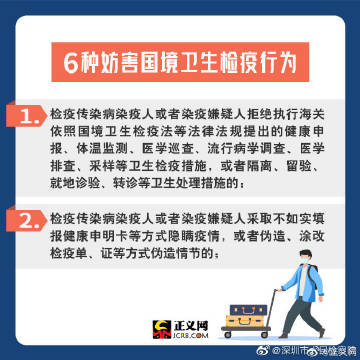 6种妨害国境卫生检疫行为
1.
检疫传染病染疫人或者染疫嫌疑人拒绝执行海关
依照国境卫生检疫法等法律法规提出的健康申
报、体温监测、医学巡查、流行病学调查、医学
排查、采样等卫生检疫措施，或者隔离、留验、
就地诊验、转诊等卫生处理措施的；
2.
检疫传染病染疫人或者染疫嫌疑人采取不如实填
报健康申明卡等方式隐瞒疫情，或者伪造、涂改
检疫单、证等方式伪造情节的；
正义网
JCRB.COM